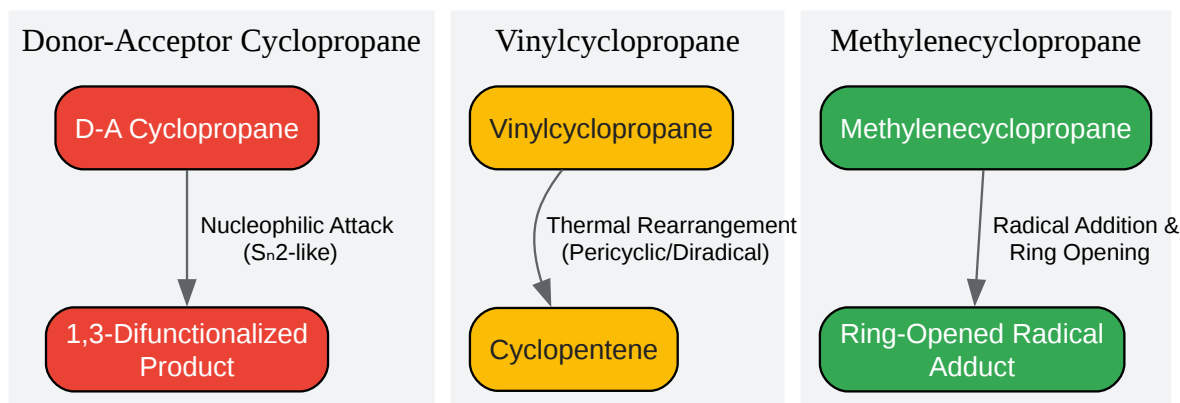 Donor-Acceptor Cyclopropane
D-A Cyclopropane
Nucleophilic Attack
(Sₙ2-like)
1,3-Difunctionalized
Product
Vinylcyclopropane
Vinylcyclopropane
Thermal Rearrangement
(Pericyclic/Diradical)
Cyclopentene
Methylenecyclopropane
Methylenecyclopropane
Radical Addition &
Ring Opening
Ring-Opened Radical
Adduct